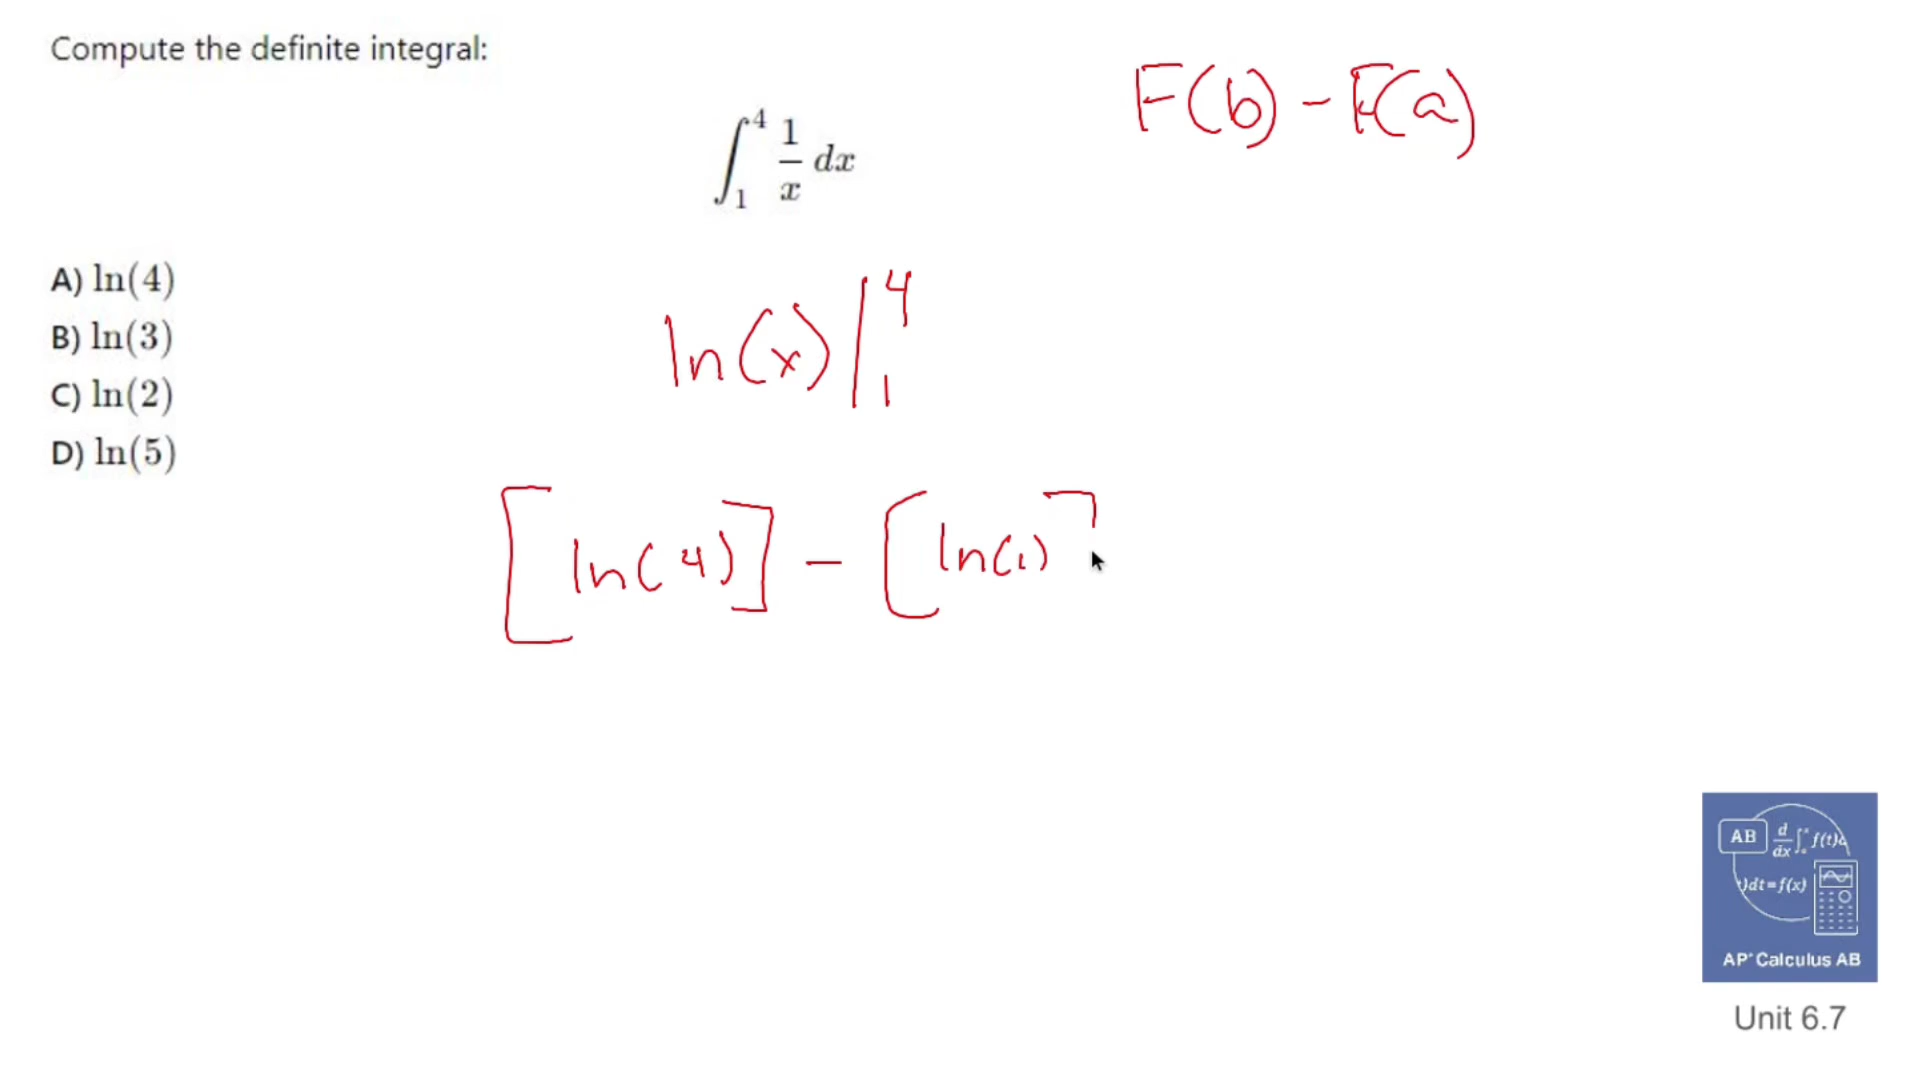 Compute the definite integral:
F(b) - F(a)
∫₁⁴ 1/x dx
A) ln(4)
B) ln(3)
C) ln(2)
D) ln(5)
ln(x)|₁⁴
[ln(4)] - [ln(1)]
AB d/dx ∫ f(t)d
)dt=f(x)
AP® Calculus AB
Unit 6.7